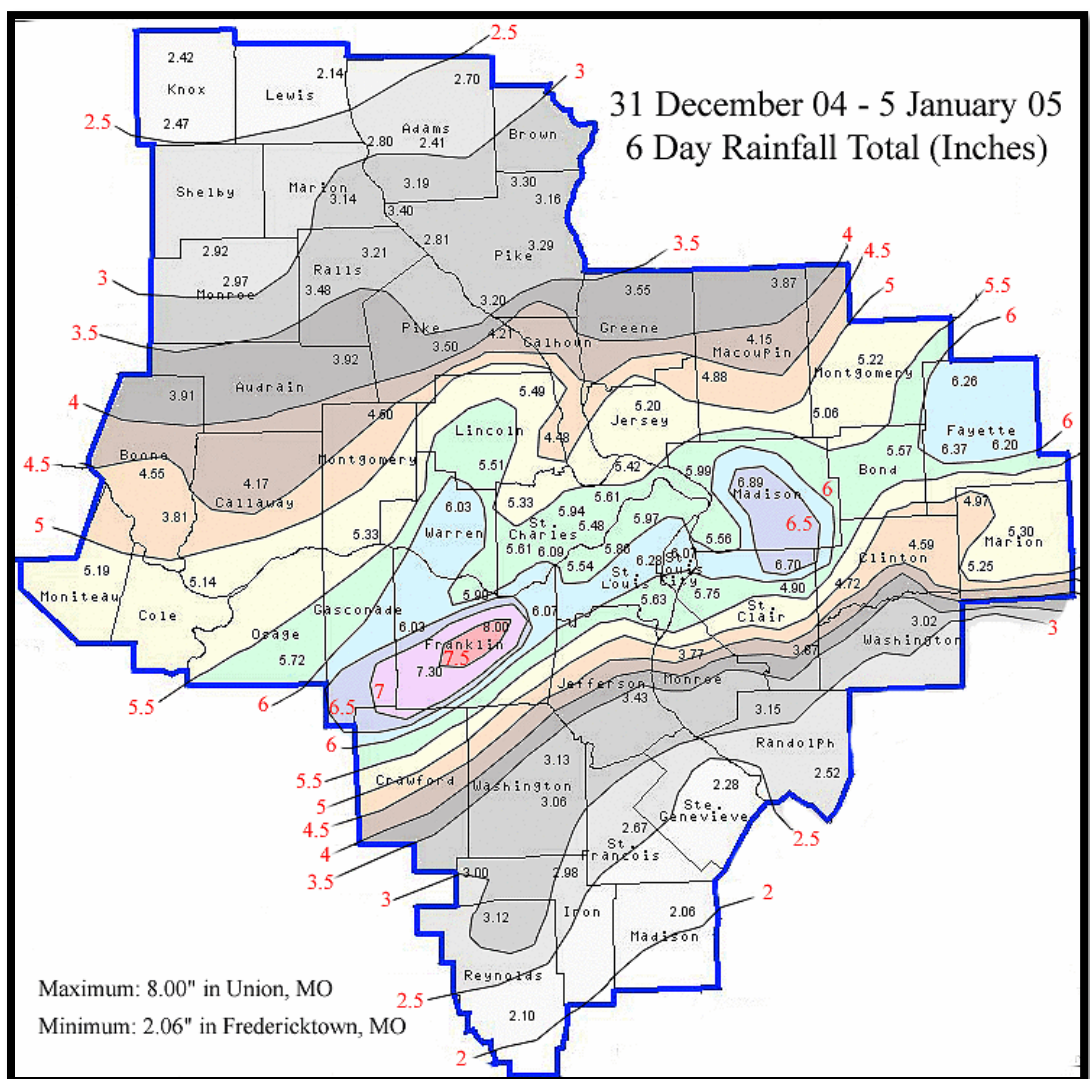 2.5
3
31 December 04 - 5 January 05
6 Day Rainfall Total (Inches)
2.42
2.14
2.70
Knox
Lewis
2.5
2.47
Adams
2.80
2.41
Brown
Shelby
Marion
3.14
3.19
3.40
3.30
3.16
2.92
2.97
Monroe
3
Ralls
3.21
3.48
2.81
Pike
3.29
3.5
4
4.5
5
5.5
6
3.20
3.55
3.87
3.5
Pike
3.50
4.21
Calhoun
Greene
4.15
Macoupin
3.92
Audrain
3.91
4
4.88
5.22
Montgomery
6.26
4.60
5.49
5.20
Jersey
5.06
Lincoln
4.48
Fayette
6.37
6.20
6
Boone
4.55
4.5
Montgomery
5.51
5.42
5.99
5.57
Bond
4.17
Callaway
3.81
5
6.03
Warren
5.33
5.61
5.94
St.
Charles
5.48
5.97
6.89
Madison
6
6.5
4.97
5.30
Marion
5.33
5.61
6.09
5.86
5.54
5.56
4.59
Clinton
5.25
5.19
Moniteau
5.14
Cole
6.28
6.07
St.
Louis
St.
Louis
City
6.70
4.90
4.72
5.99
Gasconade
6.03
6.07
5.63
5.75
St.
Clair
3.02
Washington
3
Osage
5.72
8.00
Franklin
7.5
7.30
7
3.77
3.87
5.5
6
6.5
Jefferson
3.43
Monroe
3.15
6
Randolph
2.52
5.5
Crawford
3.13
Washington
3.06
2.28
Ste.
Genevieve
5
4.5
2.67
St.
Francois
2.5
4
3.5
3.00
2.98
3
2
3.12
Iron
2.06
Madison
Reynolds
2.5
2.10
2
Maximum: 8.00" in Union, MO
Minimum: 2.06" in Fredericktown, MO